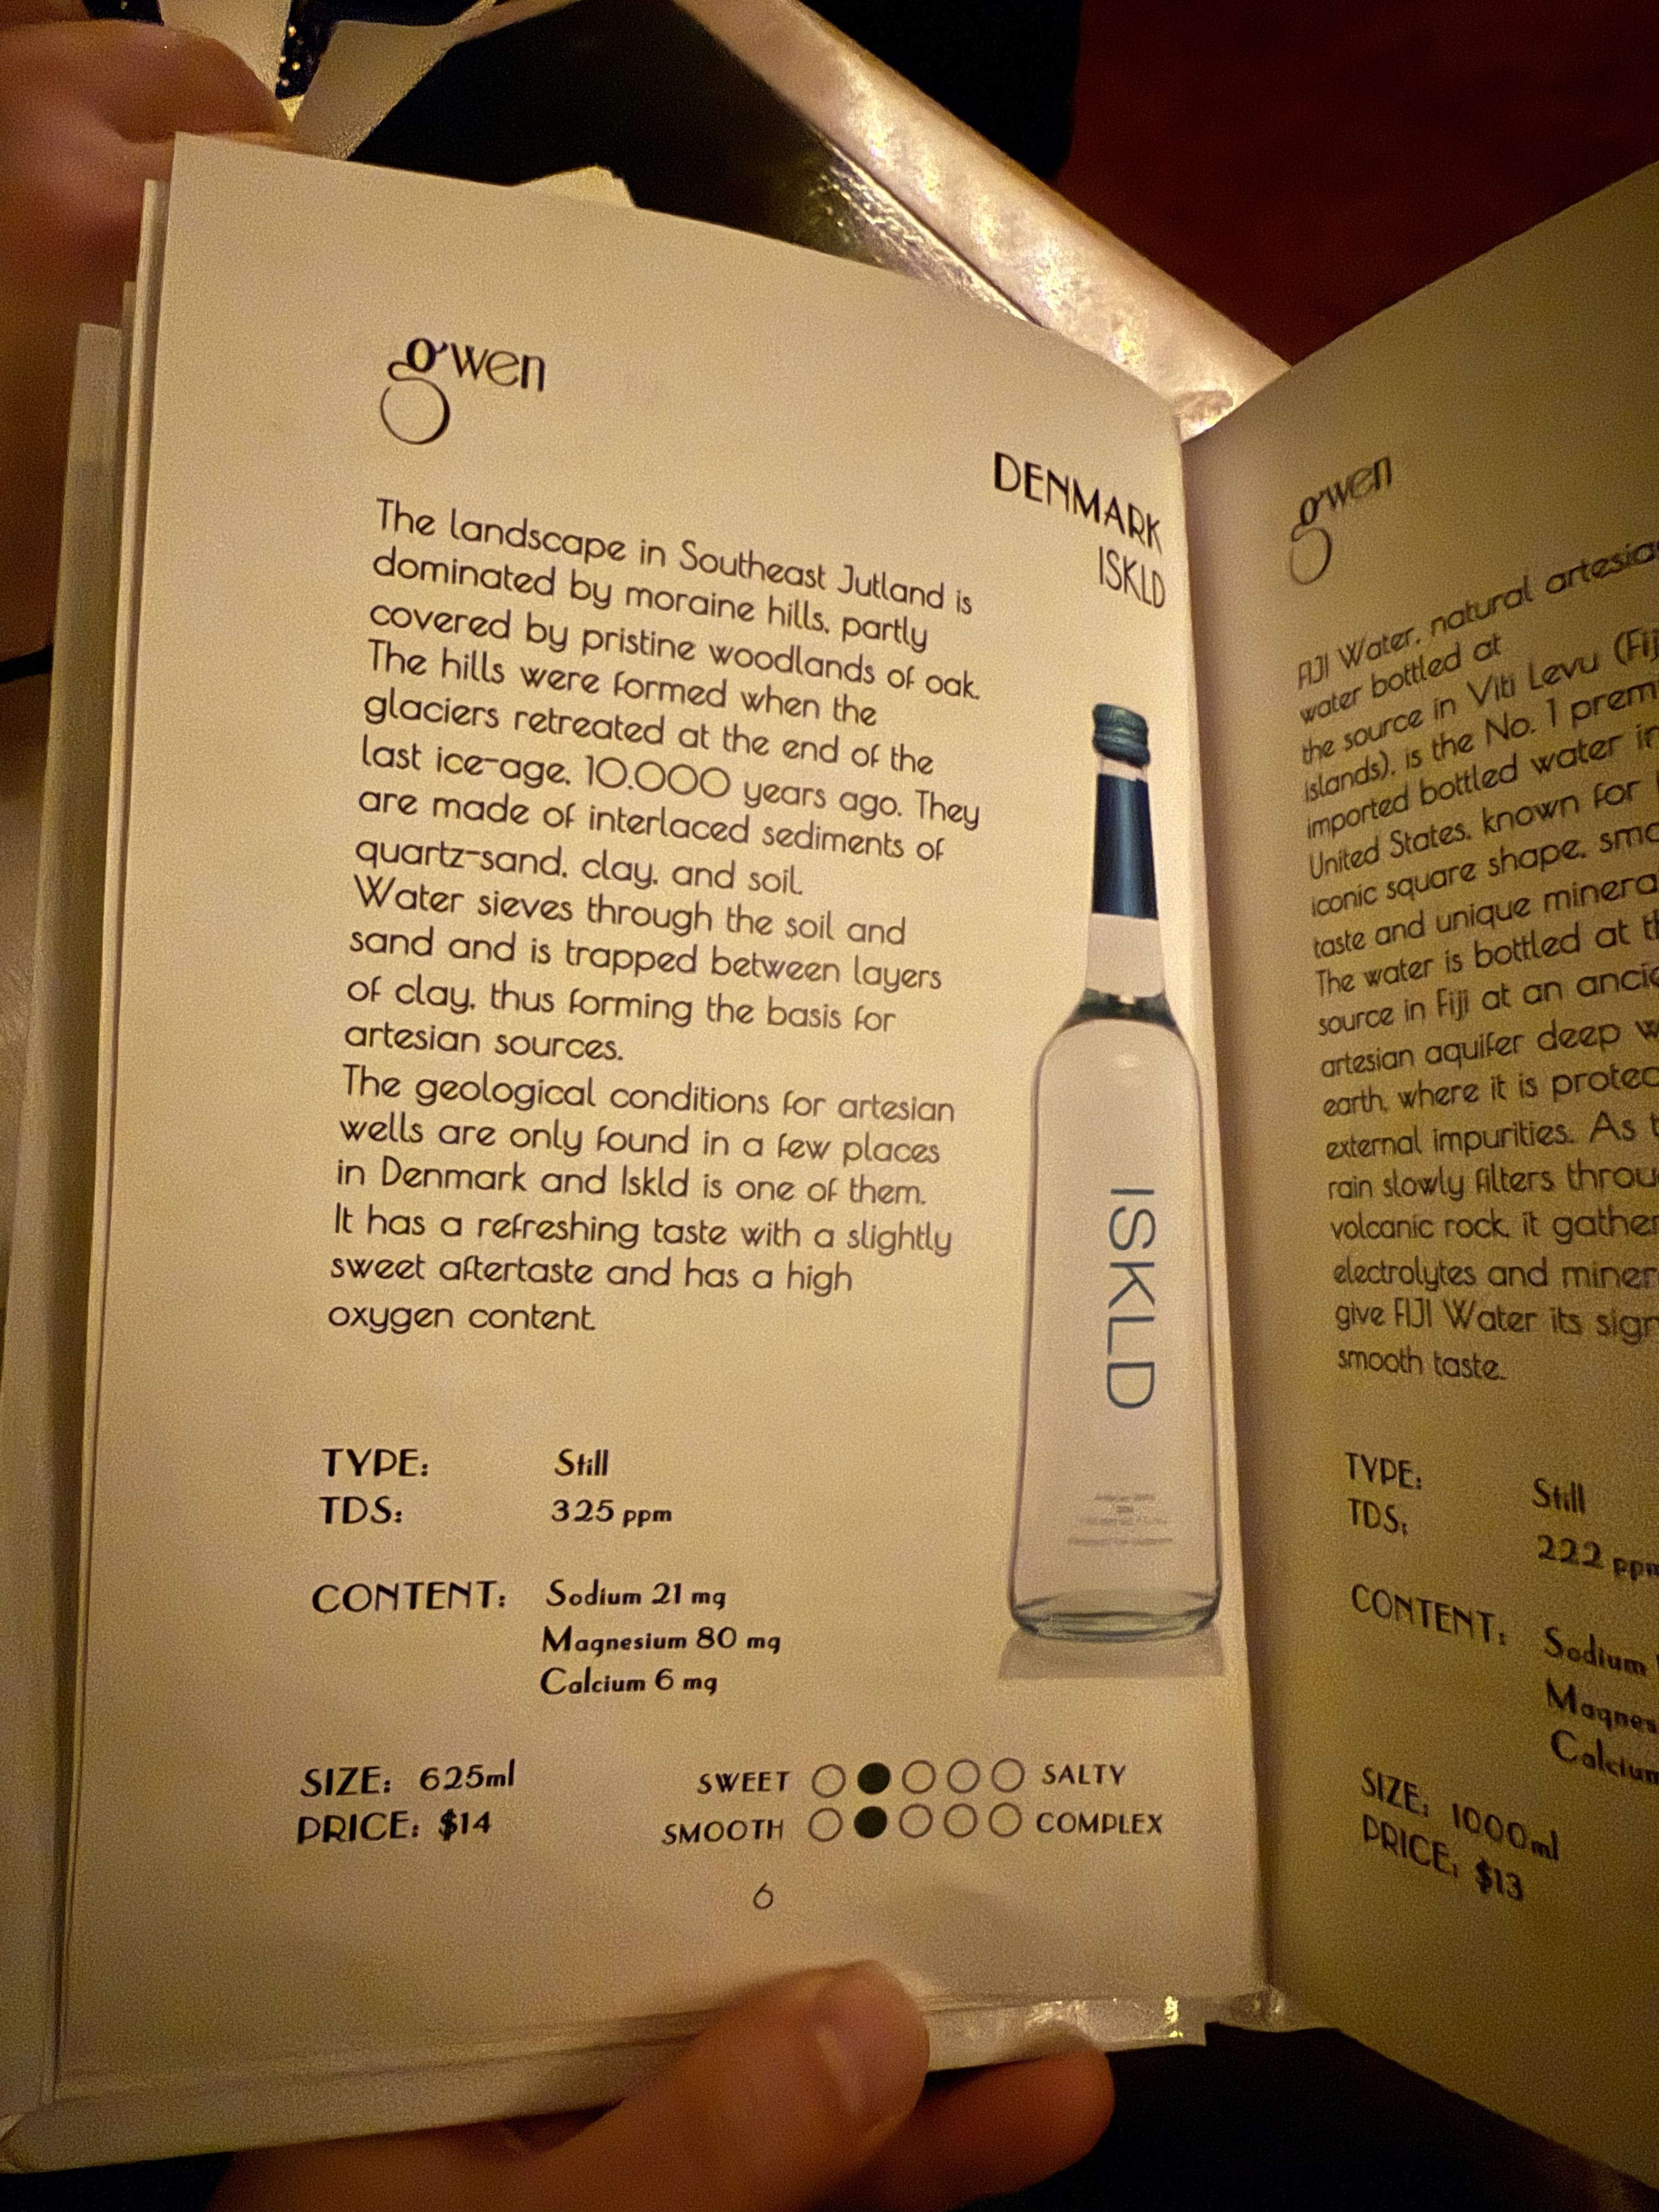 gwen
DENMARK
ISKLD
The landscape in Southeast Jutland is
dominated by moraine hills, partly
covered by pristine woodlands of oak.
The hills were formed when the
glaciers retreated at the end of the
last ice-age, 10.000 years ago. They
are made of interlaced sediments of
quartz-sand, clay, and soil.
Water sieves through the soil and
sand and is trapped between layers
of clay, thus forming the basis for
artesian sources.
The geological conditions for artesian
wells are only found in a few places
in Denmark and Iskld is one of them.
It has a refreshing taste with a slightly
sweet aftertaste and has a high
oxygen content.
ISKLD
TYPE: Still
TDS: 325 ppm
CONTENT: Sodium 21 mg
Magnesium 80 mg
Calcium 6 mg
SIZE: 625ml
PRICE: $14
SWEET SALTY
SMOOTH COMPLEX
6
gwen
FIJI Water, natural
water bottled at
the source in Viti Levu
islands), is the No. 1
imported bottled water
United States, known for
iconic square shape,
taste and unique
The water is bottled at
source in Fiji at an
artesian aquifer deep
earth, where it is
external impurities. As
rain slowly filters
volcanic rock, it
electrolytes and
give FIJI Water its
smooth taste.
TYPE: Still
TDS: 222 ppm
CONTENT: Sodium
Calcium
SIZE: 1000ml
PRICE: $13